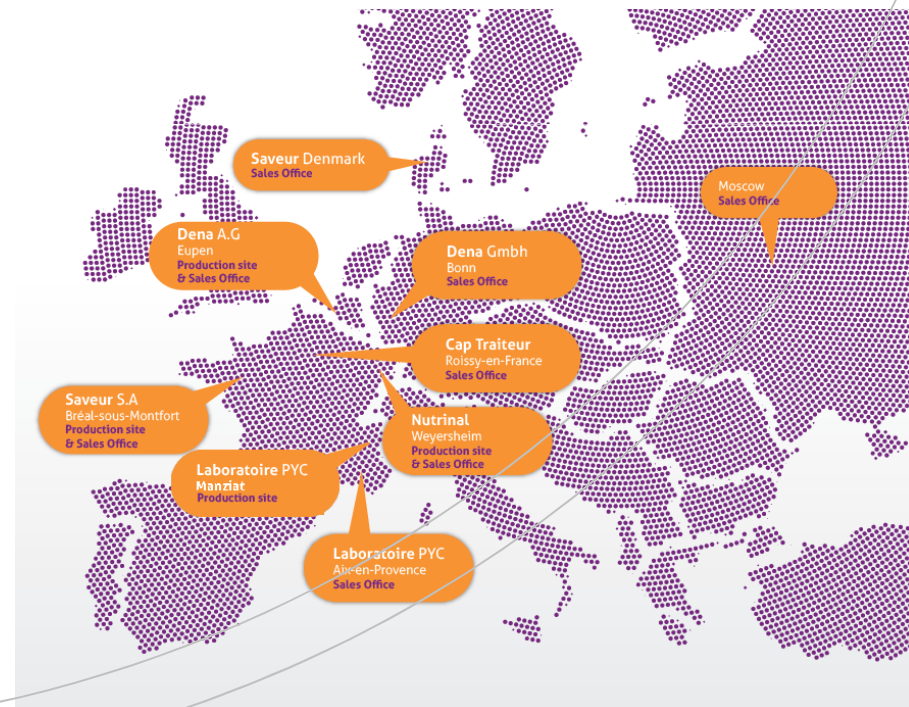 Saveur Denmark
Sales Office
Moscow
Sales Office
Dena A.G
Eupen
Production site
& Sales Office
Dena Gmbh
Bonn
Sales Office
Cap Traiteur
Roissy-en-France
Sales Office
Saveur S.A
Bréal-sous-Montfort
Production site
& Sales Office
Nutrinal
Weyersheim
Production site
& Sales Office
Laboratoire PYC
Manziat
Production site
Laboratoire PYC
Aix-en-Provence
Sales Office